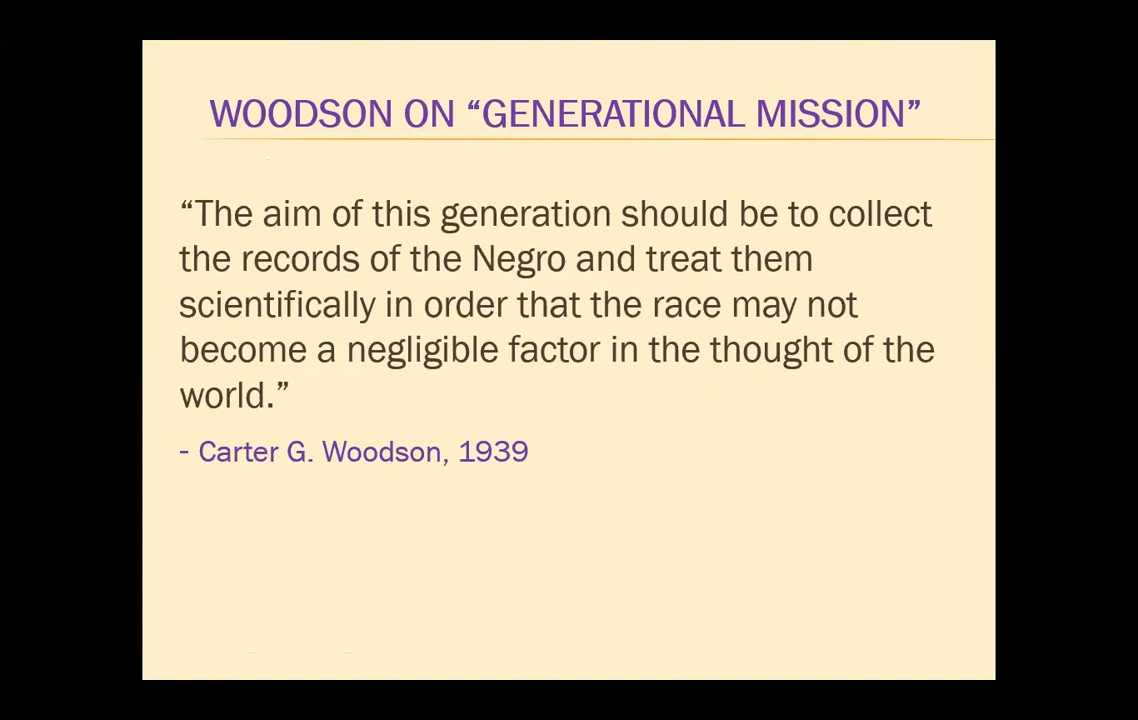 WOODSON ON “GENERATIONAL MISSION”
“The aim of this generation should be to collect
the records of the Negro and treat them
scientifically in order that the race may not
become a negligible factor in the thought of the
world.”
- Carter G. Woodson, 1939